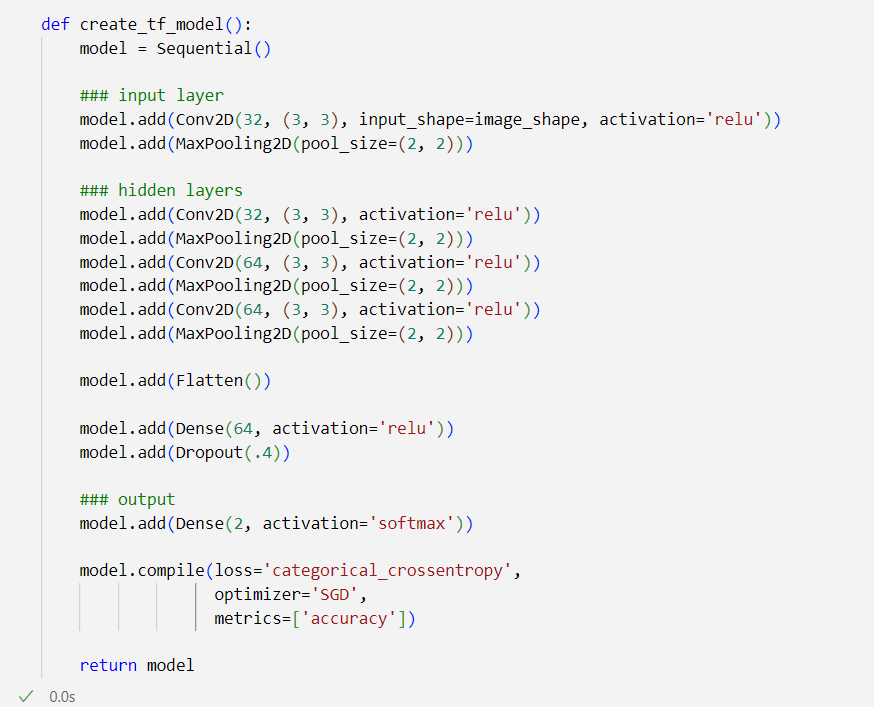 def create_tf_model():
    model = Sequential()

    ### input layer
    model.add(Conv2D(32, (3, 3), input_shape=image_shape, activation='relu'))
    model.add(MaxPooling2D(pool_size=(2, 2)))

    ### hidden layers
    model.add(Conv2D(32, (3, 3), activation='relu'))
    model.add(MaxPooling2D(pool_size=(2, 2)))
    model.add(Conv2D(64, (3, 3), activation='relu'))
    model.add(MaxPooling2D(pool_size=(2, 2)))
    model.add(Conv2D(64, (3, 3), activation='relu'))
    model.add(MaxPooling2D(pool_size=(2, 2)))

    model.add(Flatten())

    model.add(Dense(64, activation='relu'))
    model.add(Dropout(.4))

    ### output
    model.add(Dense(2, activation='softmax'))

    model.compile(loss='categorical_crossentropy',
                  optimizer='SGD',
                  metrics=['accuracy'])

    return model
✓ 0.0s